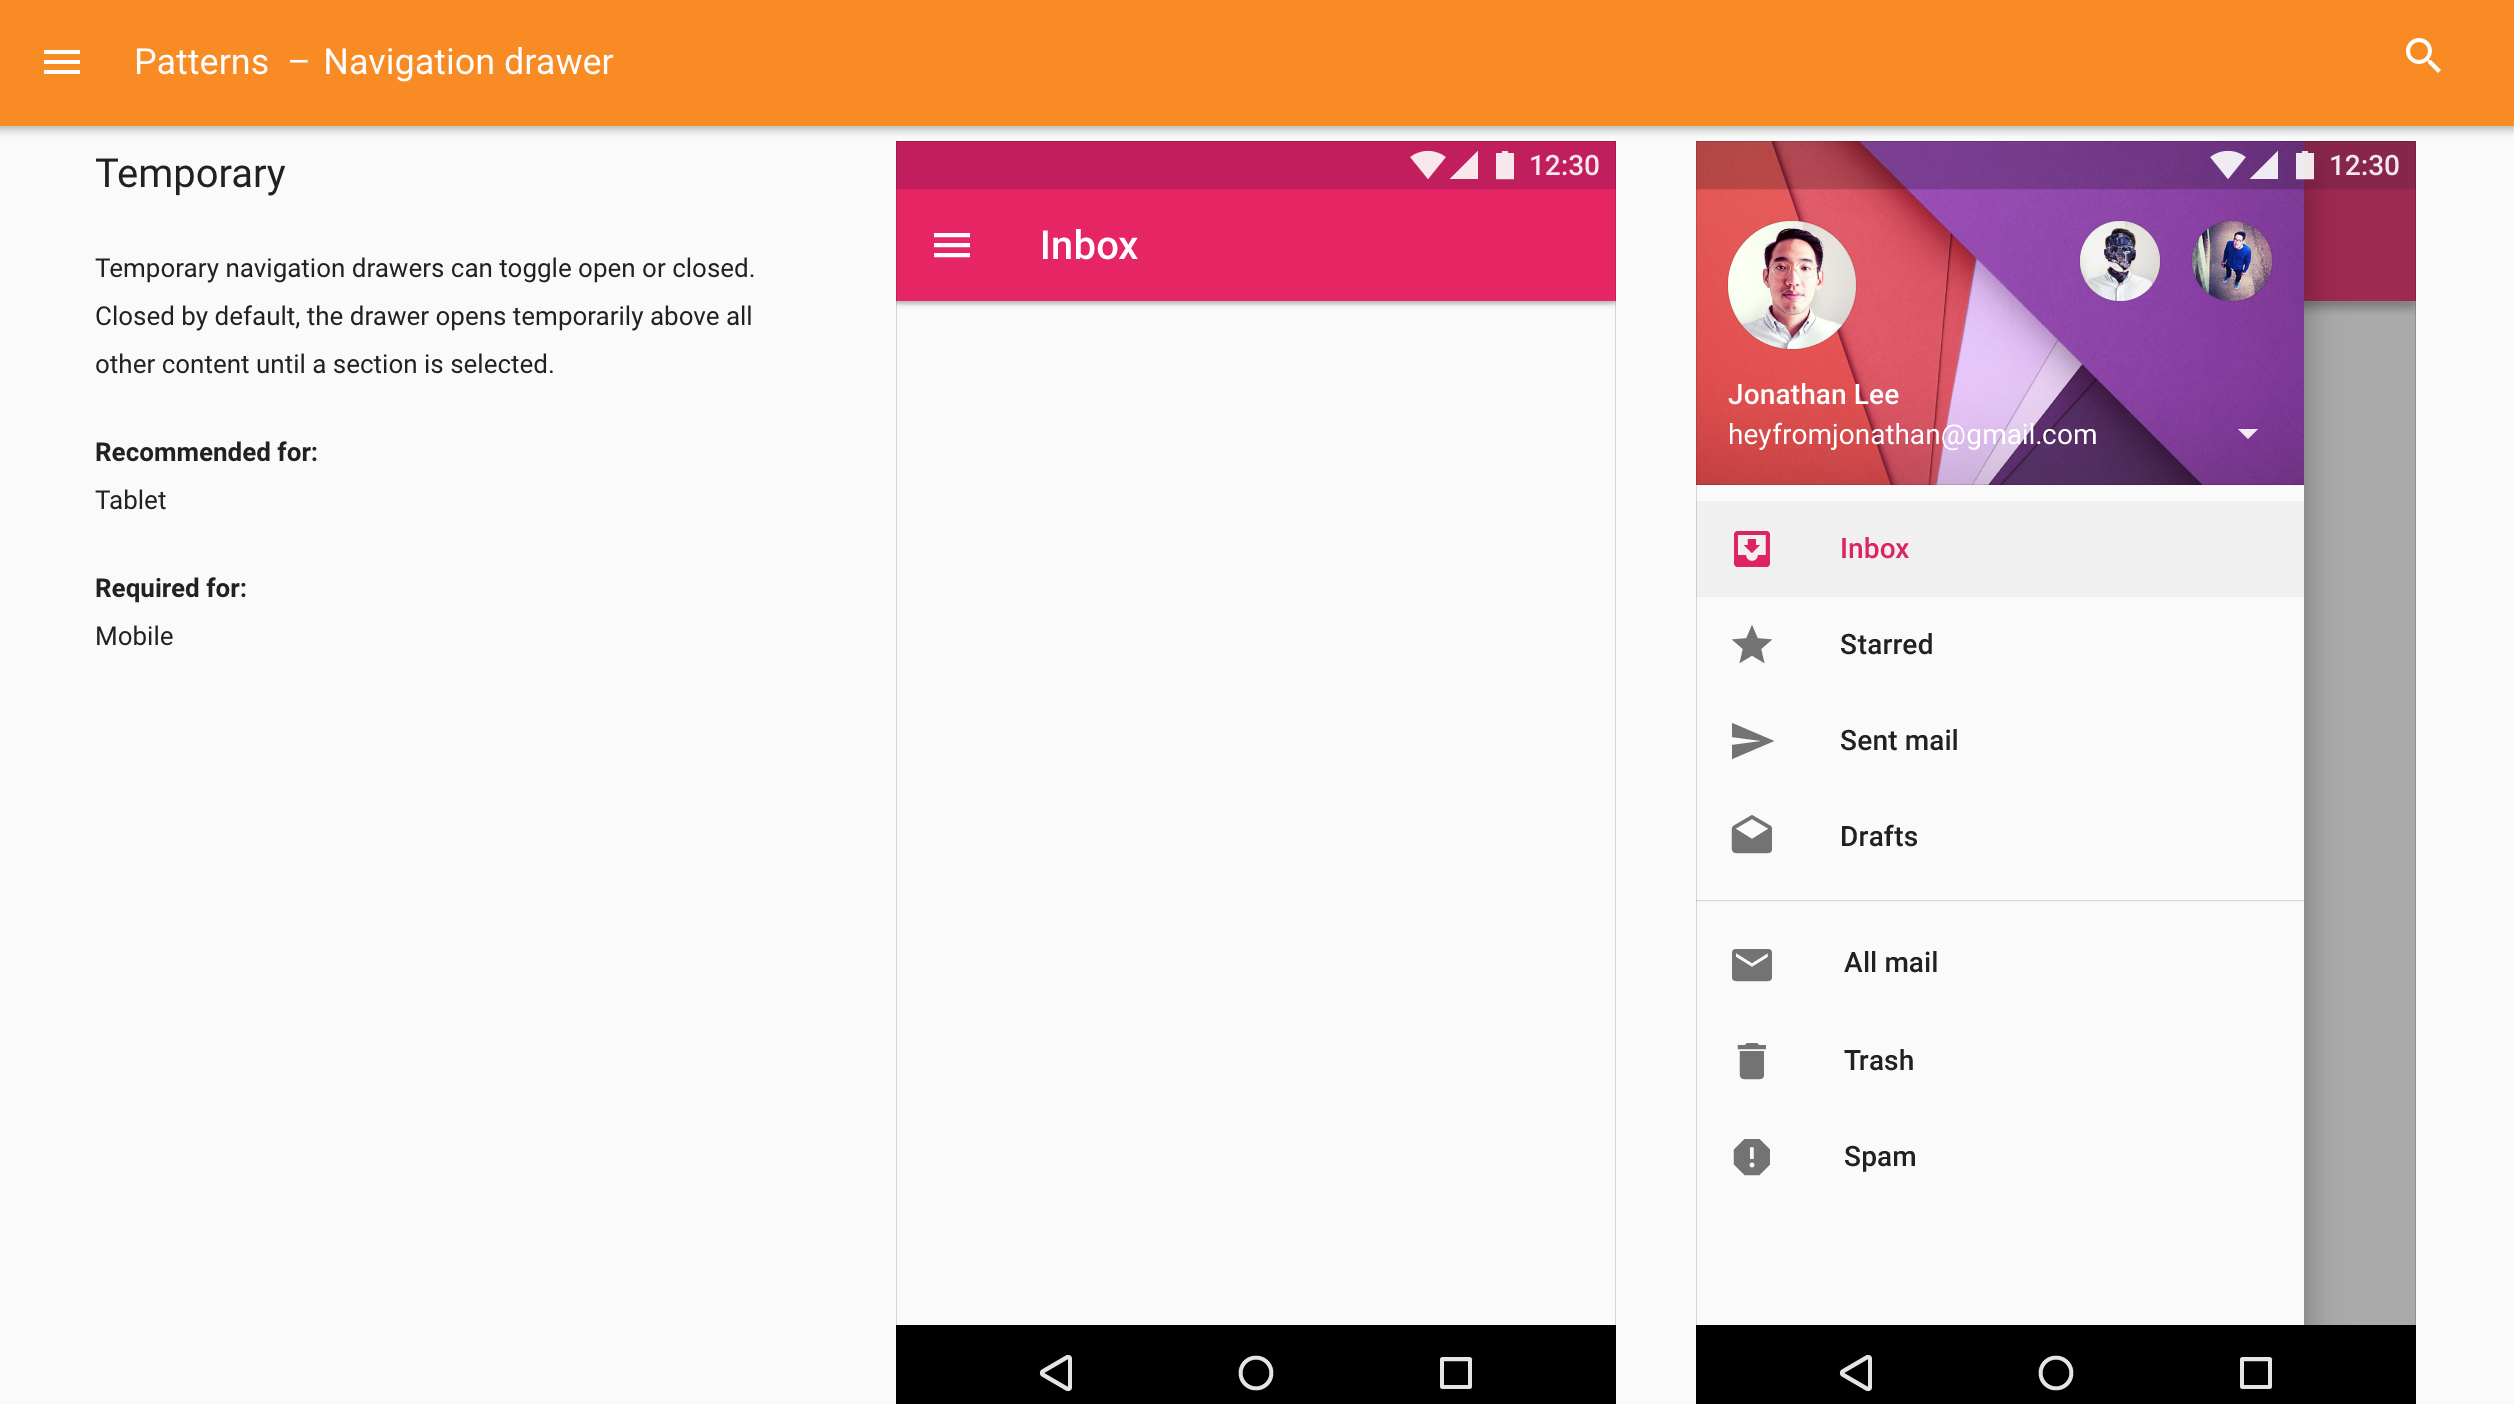 Patterns – Navigation drawer
Temporary
Temporary navigation drawers can toggle open or closed.
Closed by default, the drawer opens temporarily above all
other content until a section is selected.
Recommended for:
Tablet
Required for:
Mobile
12:30
Inbox
12:30
Jonathan Lee
heyfromjonathan@gmail.com
Inbox
Starred
Sent mail
Drafts
All mail
Trash
Spam